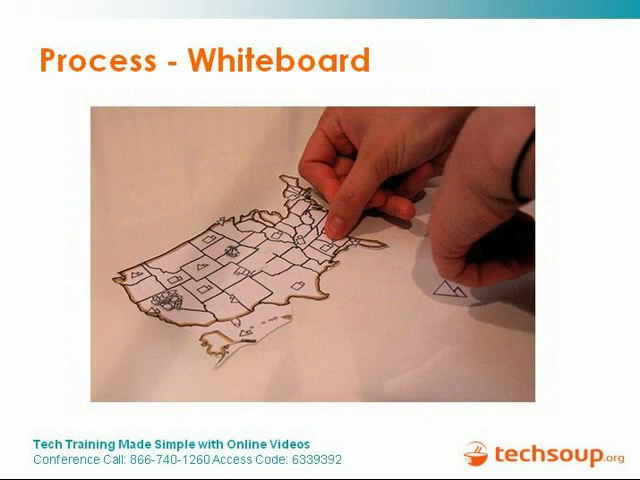 Process - Whiteboard
Tech Training Made Simple with Online Videos
Conference Call: 866-740-1260 Access Code: 6339392
techsoup.org